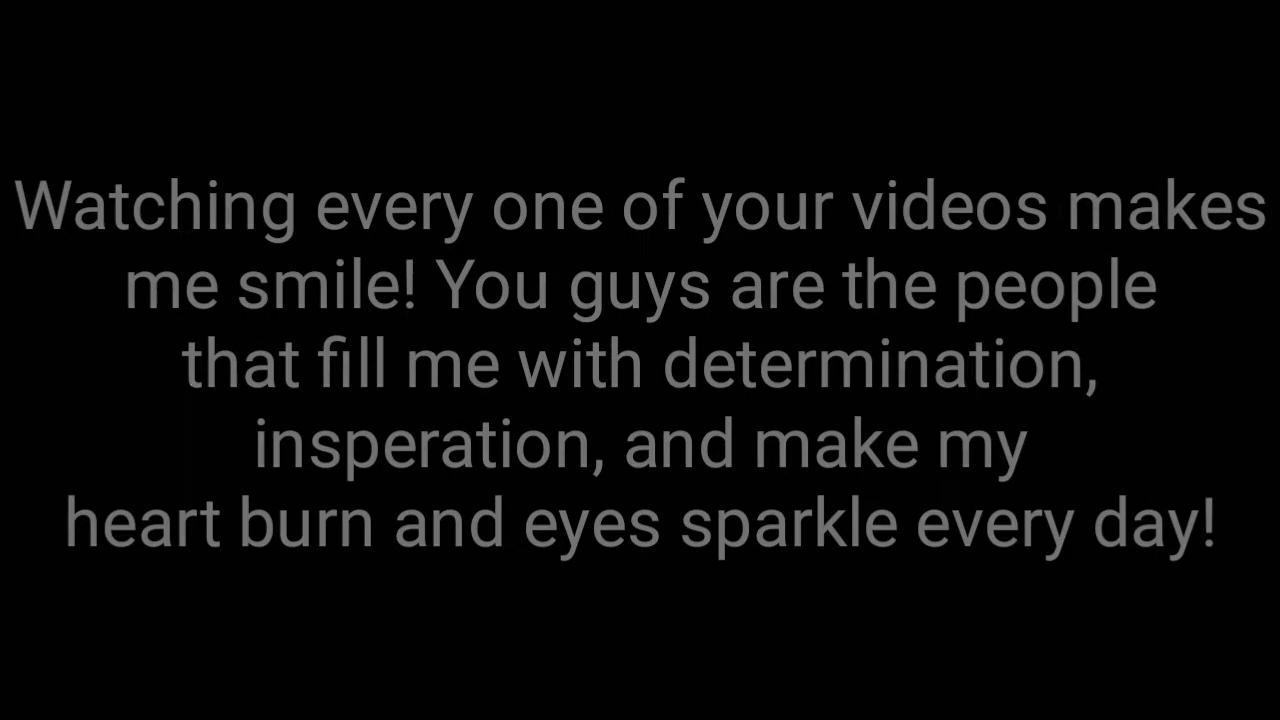 Watching every one of your videos makes
me smile! You guys are the people
that fill me with determination,
insperation, and make my
heart burn and eyes sparkle every day!